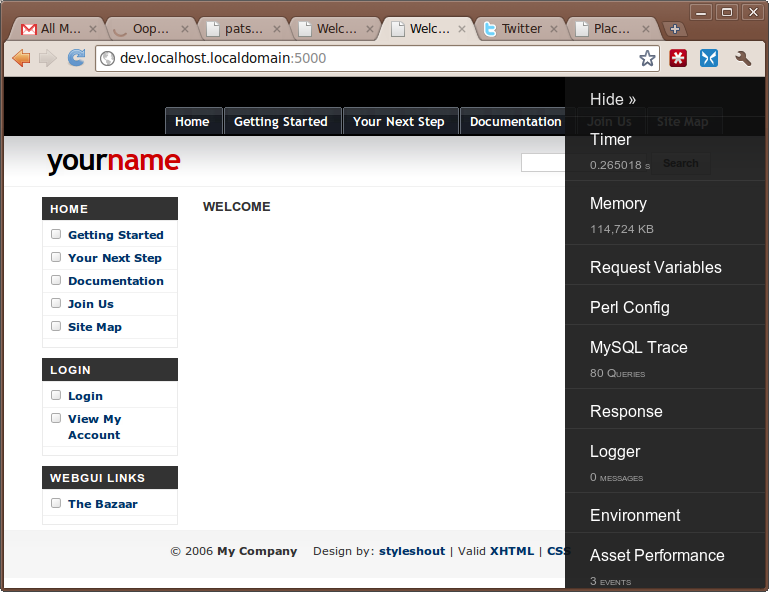 All M...
Oop...
pats...
Welc...
Welc...
Twitter
Plac...
dev.localhost.localdomain:5000
Home
Getting Started
Your Next Step
Documentation
Join Us
Site Map
yourname
Search
HOME
Getting Started
Your Next Step
Documentation
Join Us
Site Map
LOGIN
Login
View My
Account
WEBGUI LINKS
The Bazaar
WELCOME
Hide »
Timer
0.265018 s
Memory
114,724 KB
Request Variables
Perl Config
MySQL Trace
80 Queries
Response
Logger
0 messages
Environment
Asset Performance
3 events
© 2006 My Company Design by: styleshout | Valid XHTML | CSS